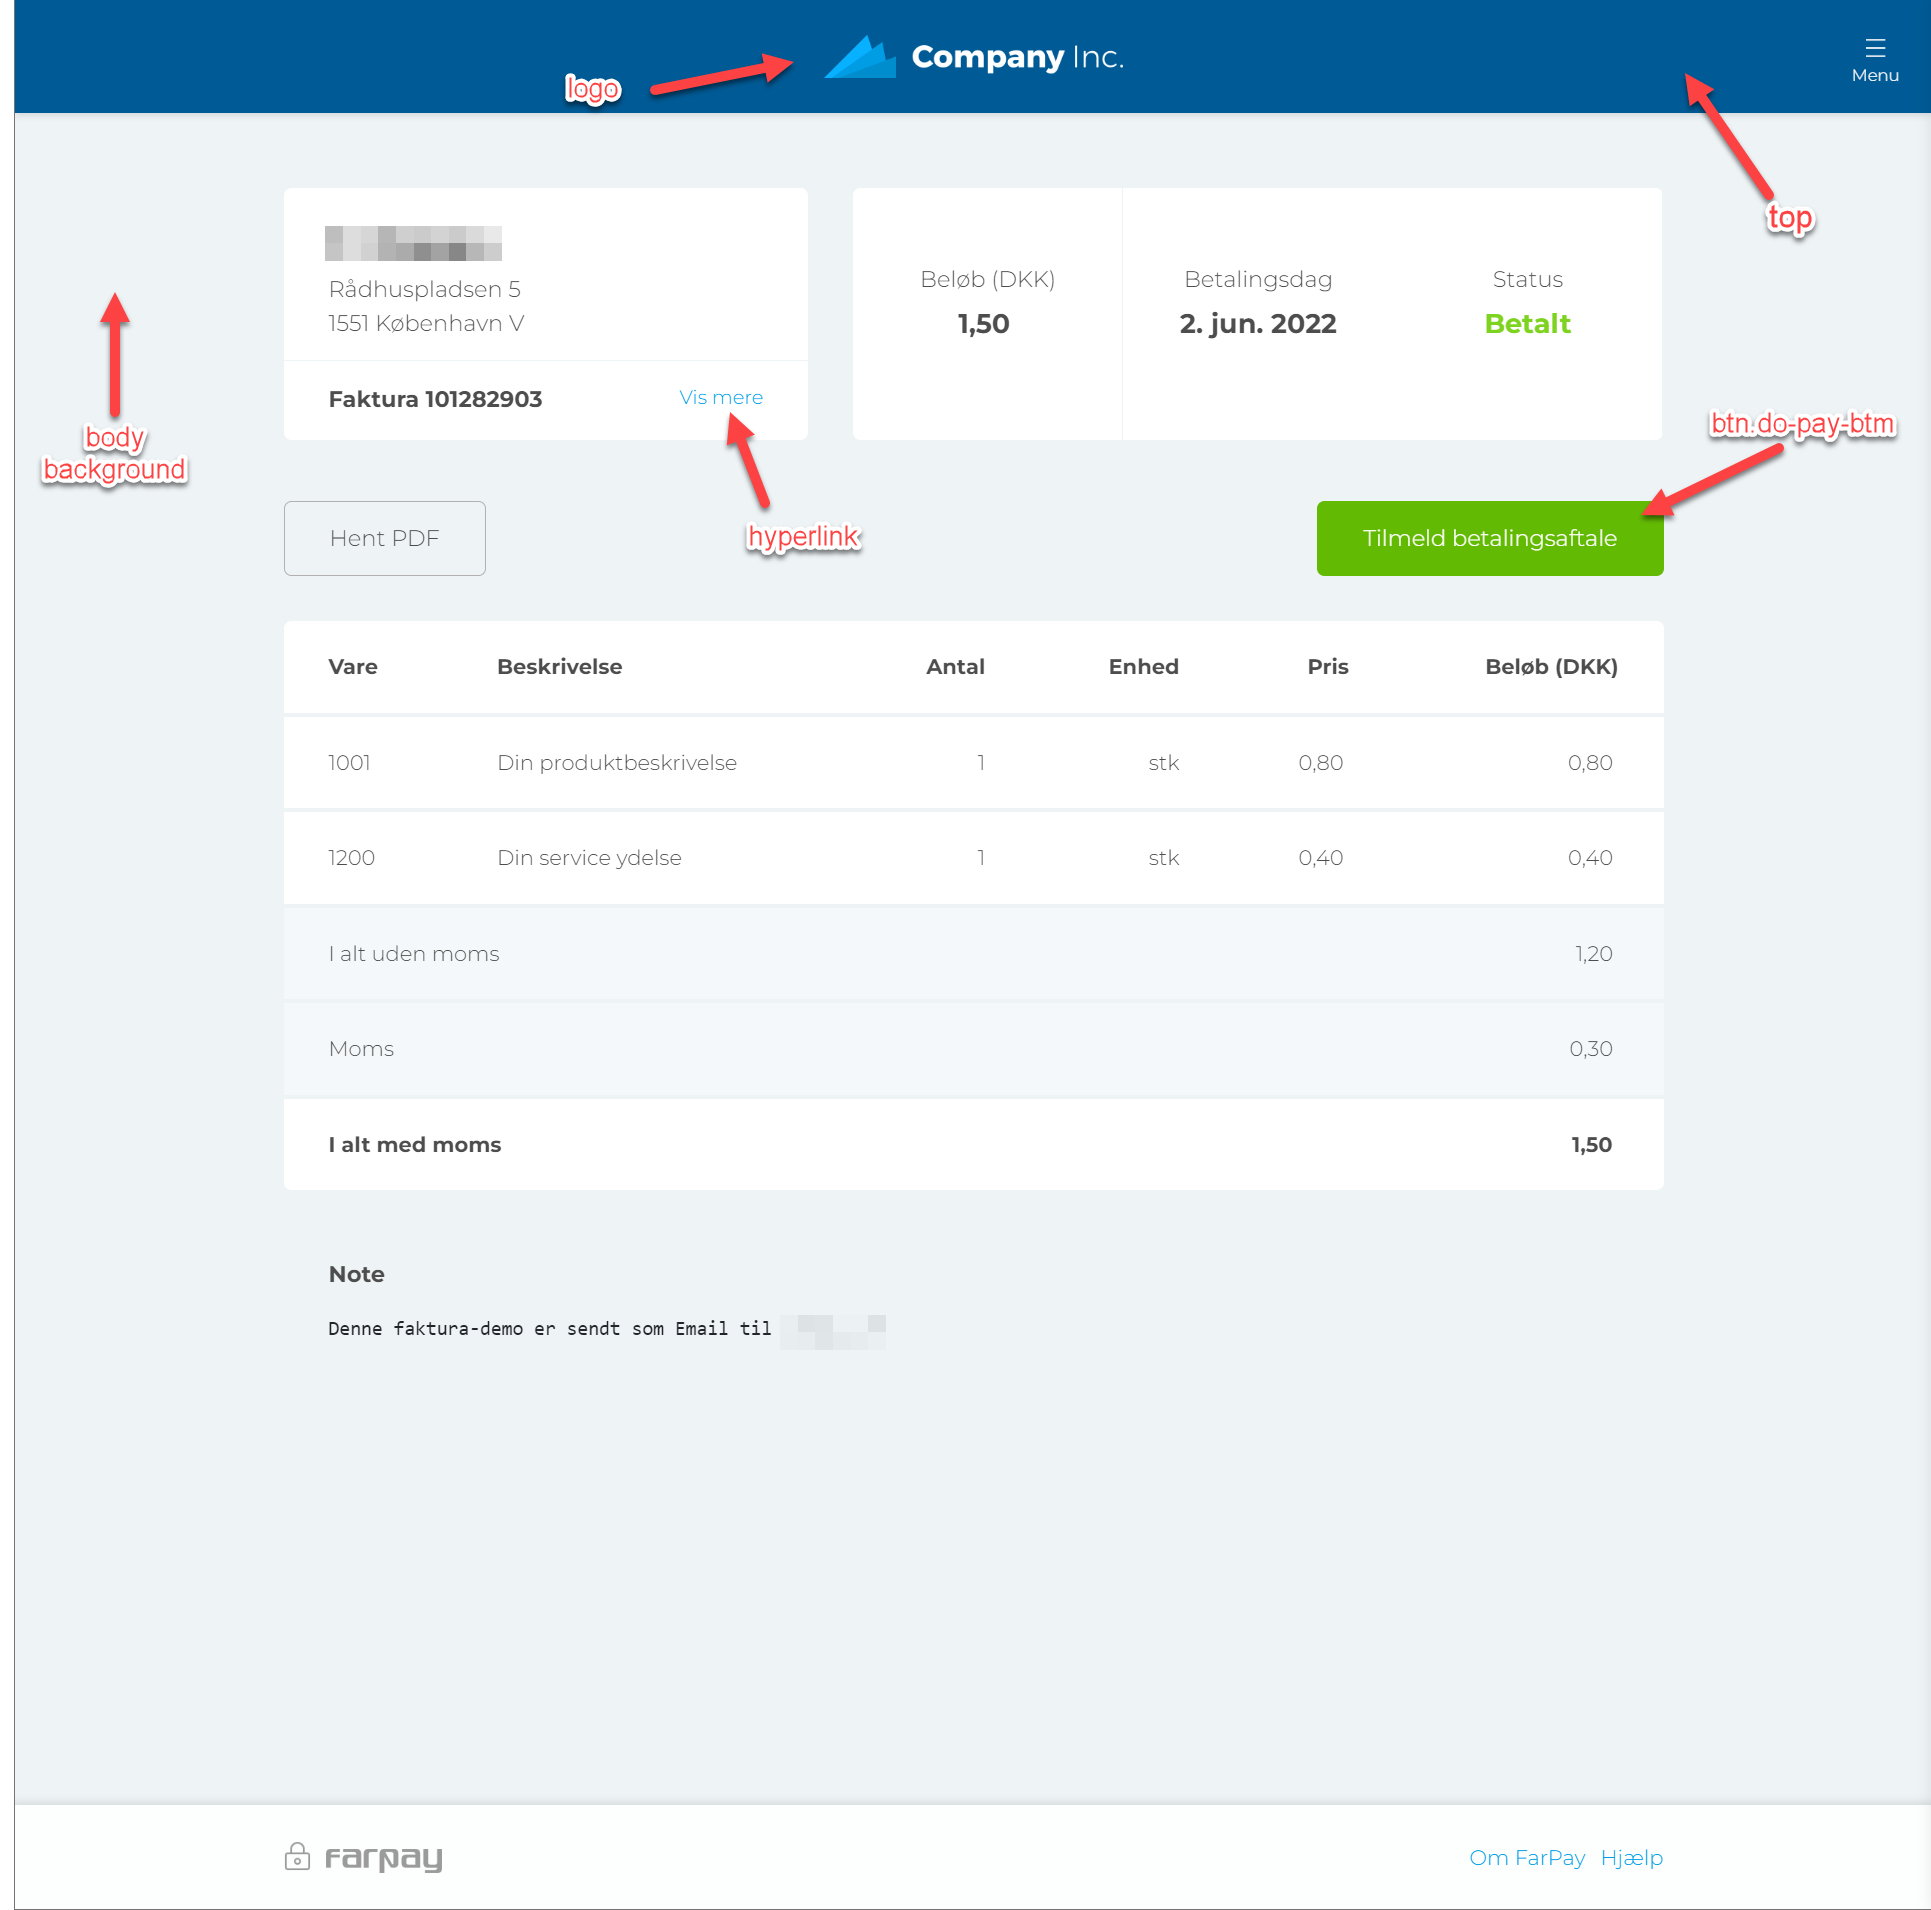 logo
Company Inc.
Menu
top
Rådhuspladsen 5
1551 København V
Faktura 101282903
Vis mere
Beløb (DKK)
1,50
Betalingsdag
2. jun. 2022
Status
Betalt
body
background
hyperlink
btn.do-pay-btm
Hent PDF
Tilmeld betalingsaftale
Vare Beskrivelse Antal Enhed Pris Beløb (DKK)
1001 Din produktbeskrivelse 1 stk 0,80 0,80
1200 Din service ydelse 1 stk 0,40 0,40
I alt uden moms 1,20
Moms 0,30
I alt med moms 1,50
Note
Denne faktura-demo er sendt som Email til
farpay
Om FarPay Hjælp